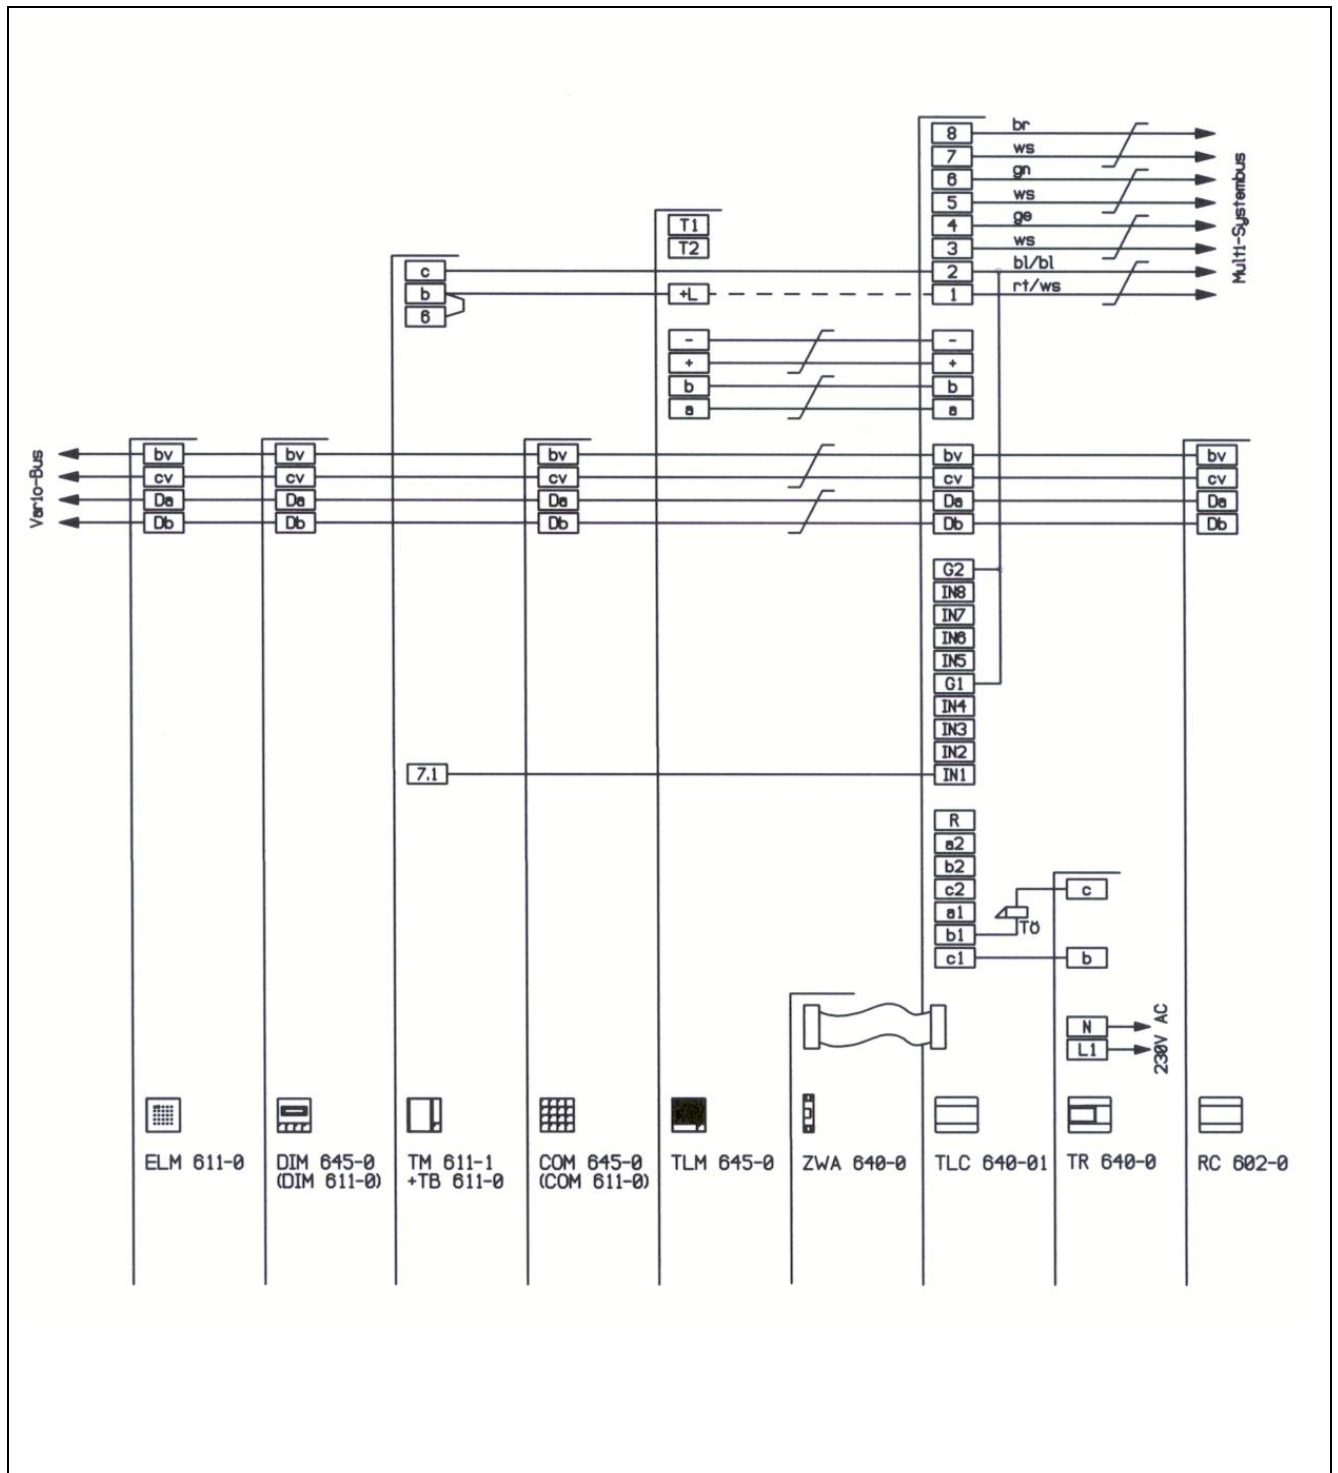 8 br
7 ws
6 gn
5 ws
4 ge
3 ws
c 2 bl/bl
b +L 1 rt/ws
6
T1
T2
Multi-Systembus
- -
+ +
b b
a a
Vario-Bus
bv bv bv bv bv
cv cv cv cv cv
Da Da Da Da Da
Db Db Db Db Db
G2
IN8
IN7
IN6
IN5
G1
IN4
IN3
IN2
7.1 IN1
R
a2
b2
c2 c
a1
TÖ
b1
c1 b
N
L1
230V AC
ELM 611-0
DIM 645-0
(DIM 611-0)
TM 611-1
+TB 611-0
COM 645-0
(COM 611-0)
TLM 645-0
ZWA 640-0
TLC 640-01
TR 640-0
RC 602-0